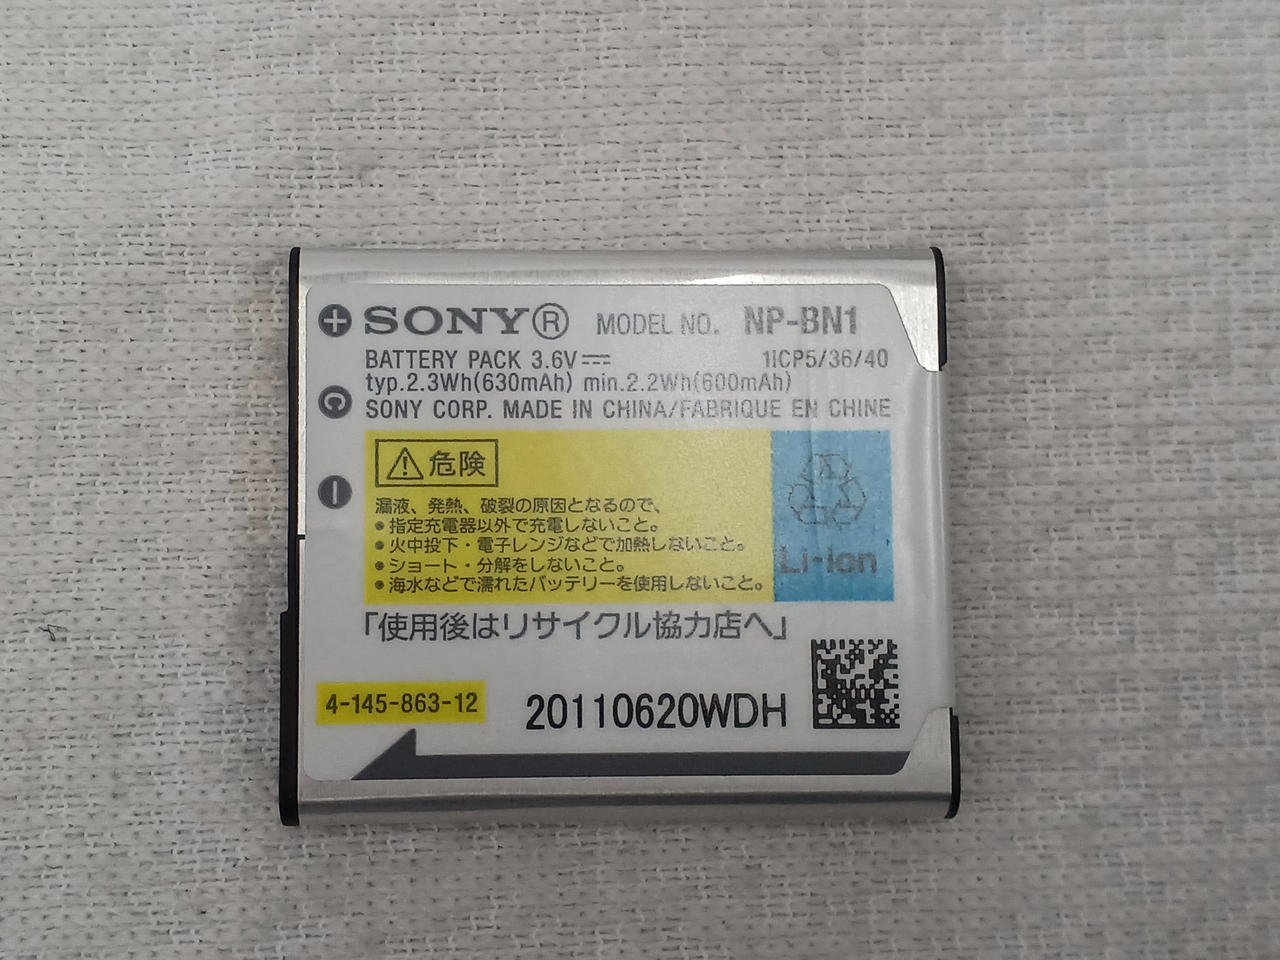 SONY® MODEL NO. NP-BN1
BATTERY PACK 3.6V⎓ 1ICP5/36/40
typ.2.3Wh(630mAh) min.2.2Wh(600mAh)
SONY CORP. MADE IN CHINA/FABRIQUE EN CHINE
危険
漏液、発熱、破裂の原因となるので、
●指定充電器以外で充電しないこと。
●火中投下・電子レンジなどで加熱しないこと。
●ショート・分解をしないこと。
●海水などで濡れたバッテリーを使用しないこと。
Li-ion
「使用後はリサイクル協力店へ」
4-145-863-12
20110620WDH